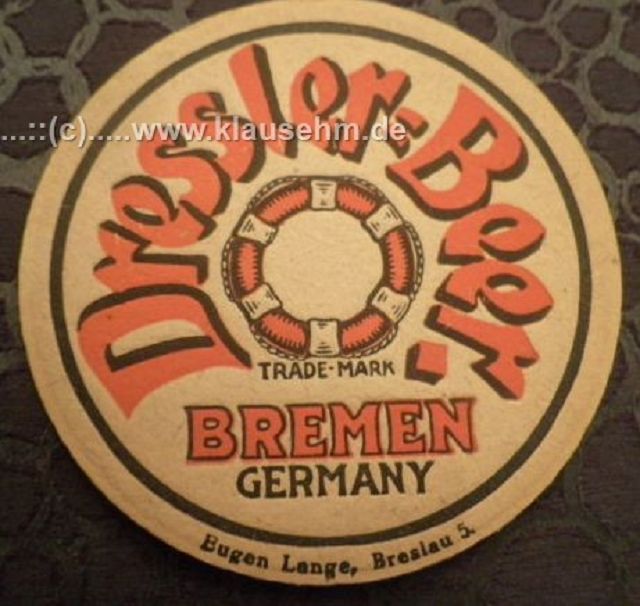 Dressler-Beer.
...::(c).....www.klausehm.de
TRADE-MARK
BREMEN
GERMANY
Eugen Lange, Breslau 5.